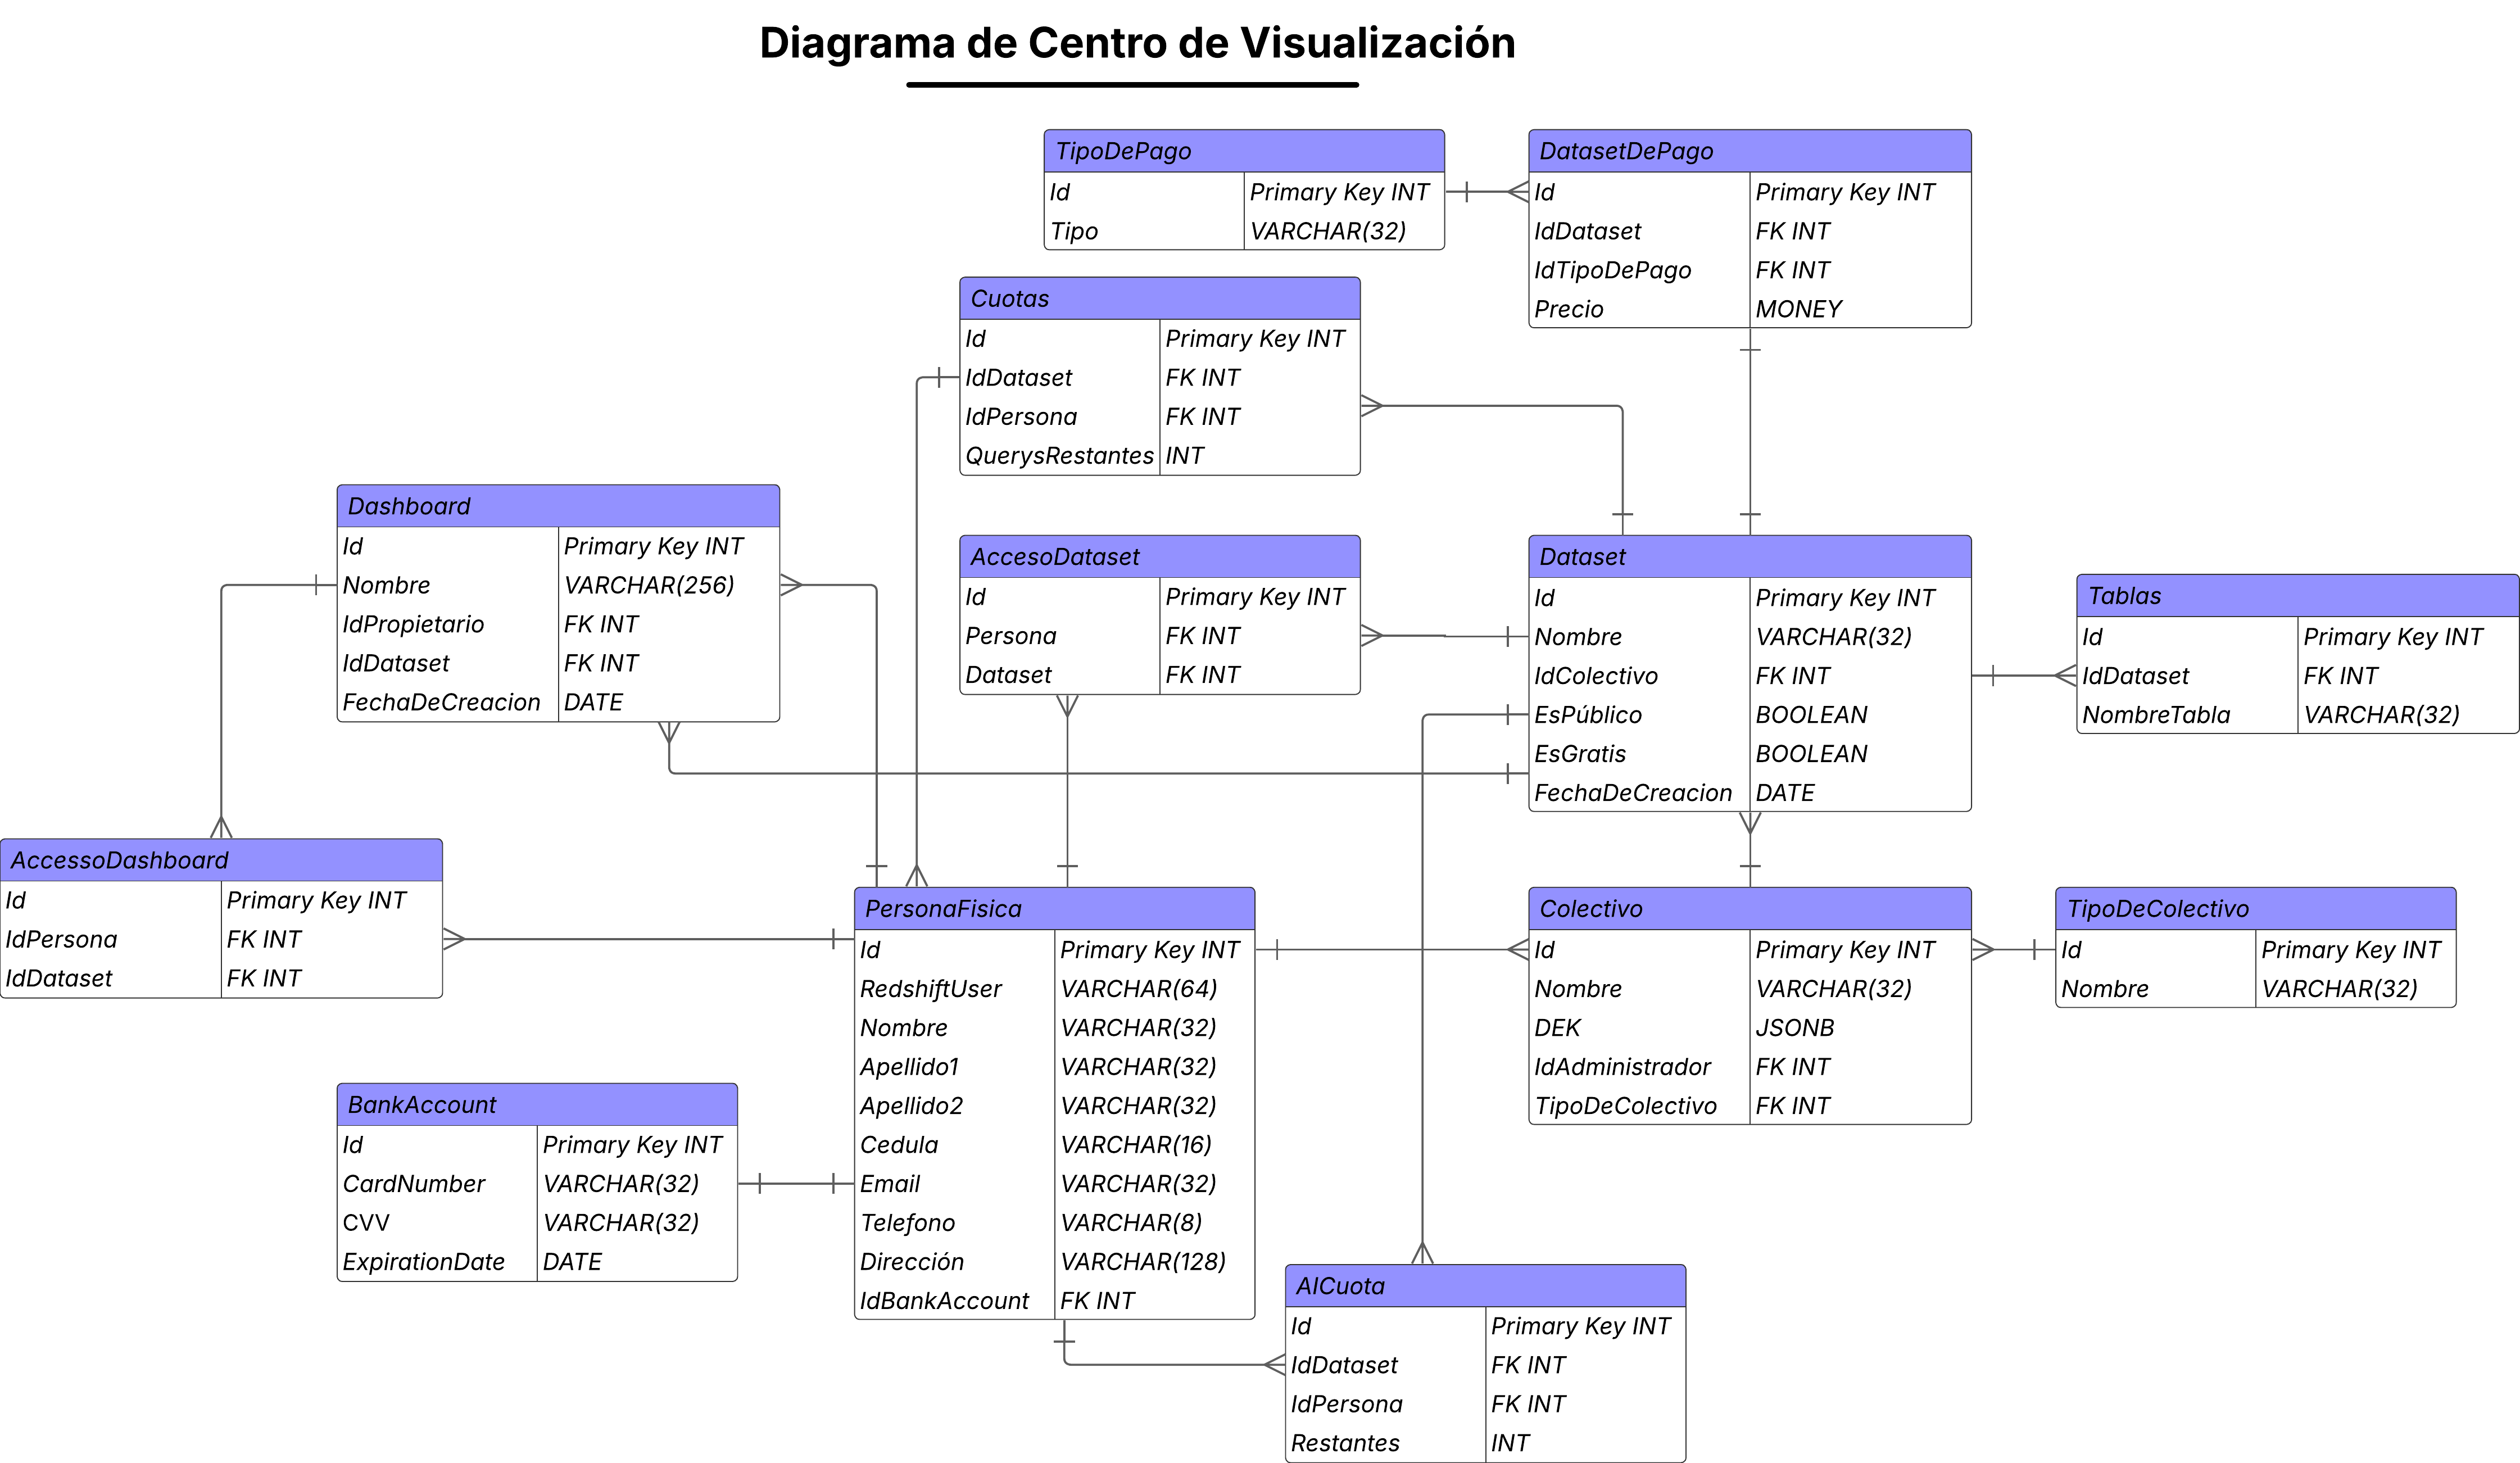 Diagrama de Centro de Visualización
TipoDePago
Id Primary Key INT
Tipo VARCHAR(32)
DatasetDePago
Id Primary Key INT
IdDataset FK INT
IdTipoDePago FK INT
Precio MONEY
Cuotas
Id Primary Key INT
IdDataset FK INT
IdPersona FK INT
QuerysRestantes INT
Dashboard
Id Primary Key INT
Nombre VARCHAR(256)
IdPropietario FK INT
IdDataset FK INT
FechaDeCreacion DATE
AccesoDataset
Id Primary Key INT
Persona FK INT
Dataset FK INT
Dataset
Id Primary Key INT
Nombre VARCHAR(32)
IdColectivo FK INT
EsPúblico BOOLEAN
EsGratis BOOLEAN
FechaDeCreacion DATE
Tablas
Id Primary Key INT
IdDataset FK INT
NombreTabla VARCHAR(32)
AccessoDashboard
Id Primary Key INT
IdPersona FK INT
IdDataset FK INT
PersonaFisica
Id Primary Key INT
RedshiftUser VARCHAR(64)
Nombre VARCHAR(32)
Apellido1 VARCHAR(32)
Apellido2 VARCHAR(32)
Cedula VARCHAR(16)
Email VARCHAR(32)
Telefono VARCHAR(8)
Dirección VARCHAR(128)
IdBankAccount FK INT
Colectivo
Id Primary Key INT
Nombre VARCHAR(32)
DEK JSONB
IdAdministrador FK INT
TipoDeColectivo FK INT
TipoDeColectivo
Id Primary Key INT
Nombre VARCHAR(32)
BankAccount
Id Primary Key INT
CardNumber VARCHAR(32)
CVV VARCHAR(32)
ExpirationDate DATE
AICuota
Id Primary Key INT
IdDataset FK INT
IdPersona FK INT
Restantes INT